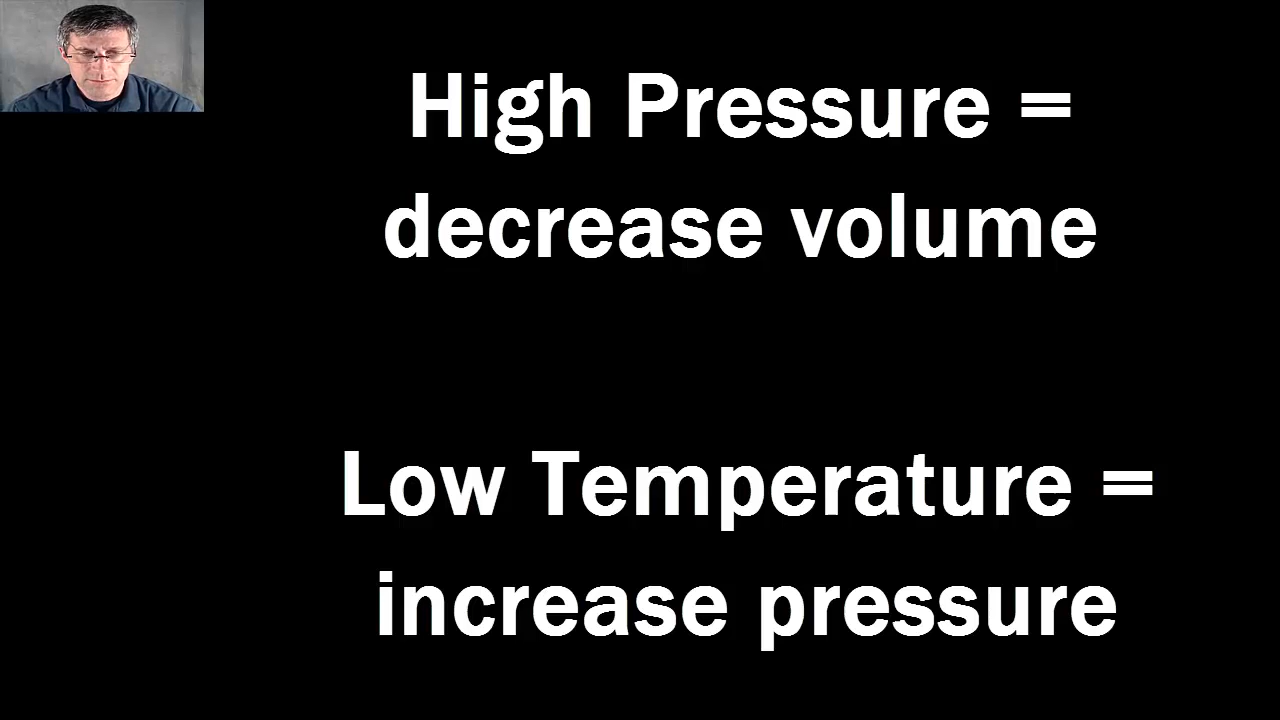 High Pressure =
decrease volume
Low Temperature =
increase pressure